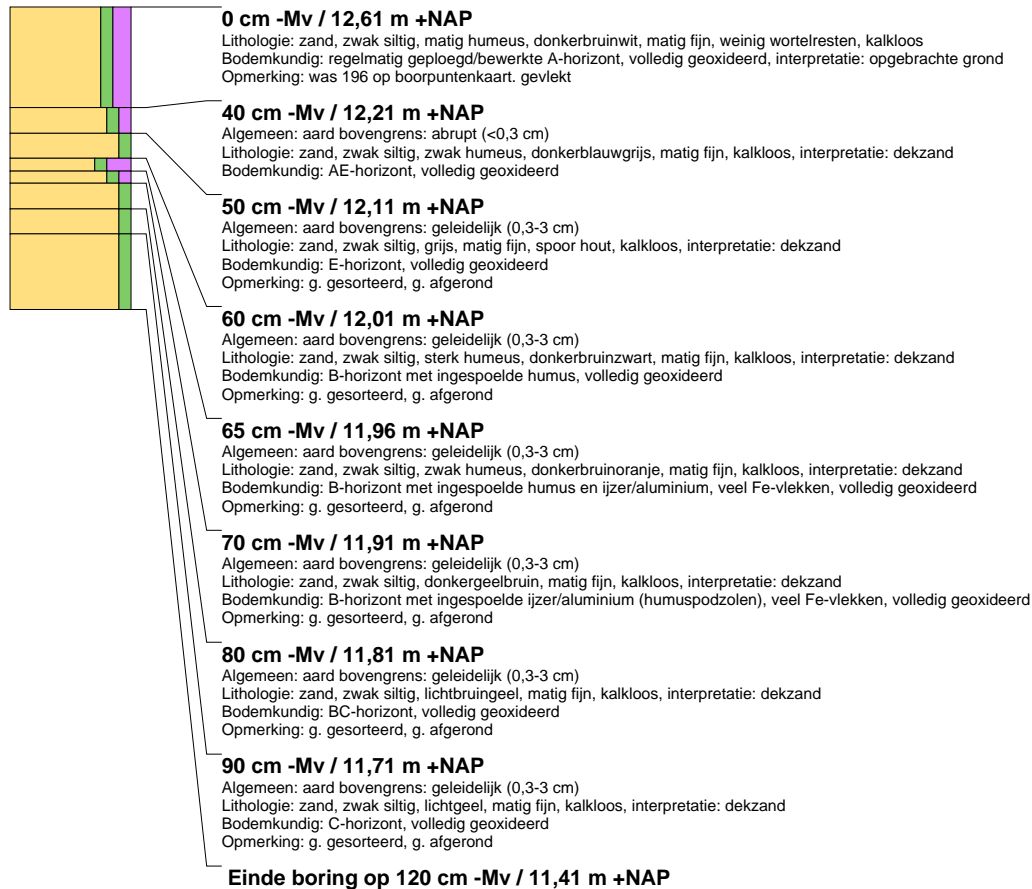 0 cm -Mv / 12,61 m +NAP
Lithologie: zand, zwak siltig, matig humeus, donkerbruinwit, matig fijn, weinig wortelresten, kalkloos
Bodemkundig: regelmatig geploegd/bewerkte A-horizont, volledig geoxideerd, interpretatie: opgebrachte grond
Opmerking: was 196 op boorpuntenkaart. gevlekt
40 cm -Mv / 12,21 m +NAP
Algemeen: aard bovengrens: abrupt (<0,3 cm)
Lithologie: zand, zwak siltig, zwak humeus, donkerblauwgrijs, matig fijn, kalkloos, interpretatie: dekzand
Bodemkundig: AE-horizont, volledig geoxideerd
50 cm -Mv / 12,11 m +NAP
Algemeen: aard bovengrens: geleidelijk (0,3-3 cm)
Lithologie: zand, zwak siltig, grijs, matig fijn, spoor hout, kalkloos, interpretatie: dekzand
Bodemkundig: E-horizont, volledig geoxideerd
Opmerking: g. gesorteerd, g. afgerond
60 cm -Mv / 12,01 m +NAP
Algemeen: aard bovengrens: geleidelijk (0,3-3 cm)
Lithologie: zand, zwak siltig, sterk humeus, donkerbruinzwart, matig fijn, kalkloos, interpretatie: dekzand
Bodemkundig: B-horizont met ingespoelde humus, volledig geoxideerd
Opmerking: g. gesorteerd, g. afgerond
65 cm -Mv / 11,96 m +NAP
Algemeen: aard bovengrens: geleidelijk (0,3-3 cm)
Lithologie: zand, zwak siltig, zwak humeus, donkerbruinoranje, matig fijn, kalkloos, interpretatie: dekzand
Bodemkundig: B-horizont met ingespoelde humus en ijzer/aluminium, veel Fe-vlekken, volledig geoxideerd
Opmerking: g. gesorteerd, g. afgerond
70 cm -Mv / 11,91 m +NAP
Algemeen: aard bovengrens: geleidelijk (0,3-3 cm)
Lithologie: zand, zwak siltig, donkergeelbruin, matig fijn, kalkloos, interpretatie: dekzand
Bodemkundig: B-horizont met ingespoelde ijzer/aluminium (humuspodzolen), veel Fe-vlekken, volledig geoxideerd
Opmerking: g. gesorteerd, g. afgerond
80 cm -Mv / 11,81 m +NAP
Algemeen: aard bovengrens: geleidelijk (0,3-3 cm)
Lithologie: zand, zwak siltig, lichtbruingeel, matig fijn, kalkloos, interpretatie: dekzand
Bodemkundig: BC-horizont, volledig geoxideerd
Opmerking: g. gesorteerd, g. afgerond
90 cm -Mv / 11,71 m +NAP
Algemeen: aard bovengrens: geleidelijk (0,3-3 cm)
Lithologie: zand, zwak siltig, lichtgeel, matig fijn, kalkloos, interpretatie: dekzand
Bodemkundig: C-horizont, volledig geoxideerd
Opmerking: g. gesorteerd, g. afgerond
Einde boring op 120 cm -Mv / 11,41 m +NAP